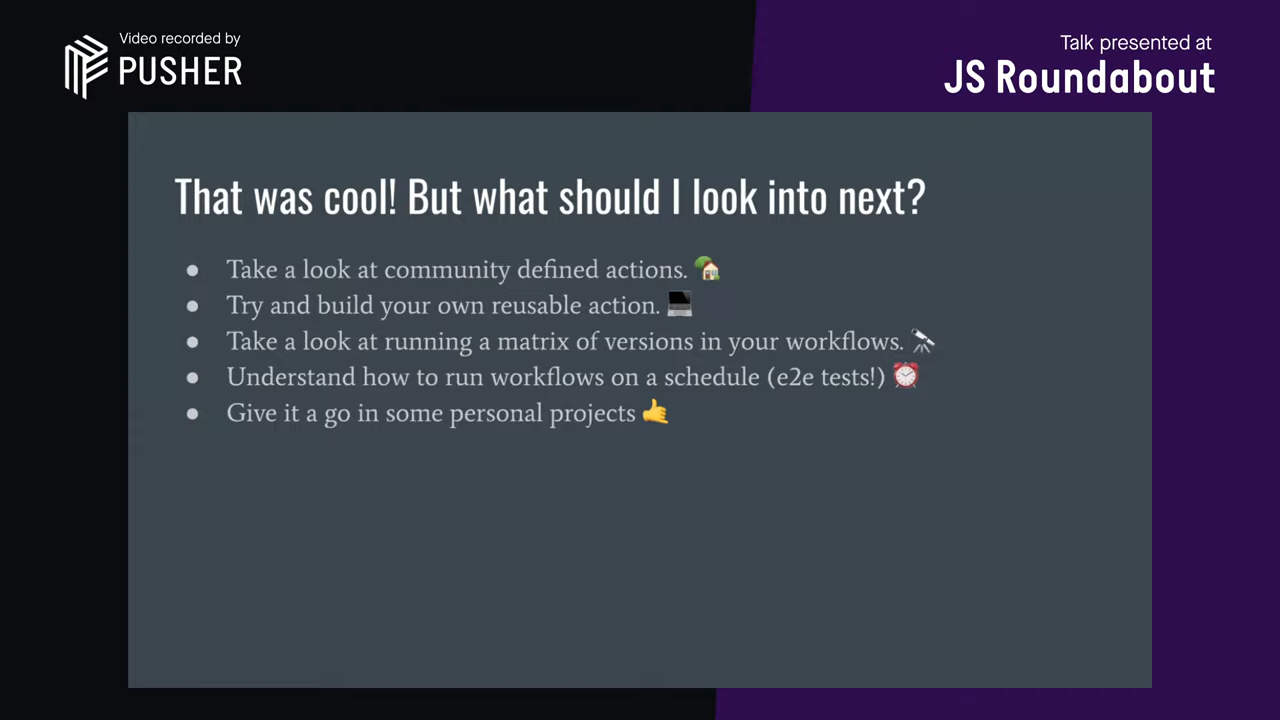 Video recorded by
PUSHER
Talk presented at
JS Roundabout
That was cool! But what should I look into next?
● Take a look at community defined actions. 🏡
● Try and build your own reusable action. 💻
● Take a look at running a matrix of versions in your workflows. 🔭
● Understand how to run workflows on a schedule (e2e tests!) ⏰
● Give it a go in some personal projects 🤙